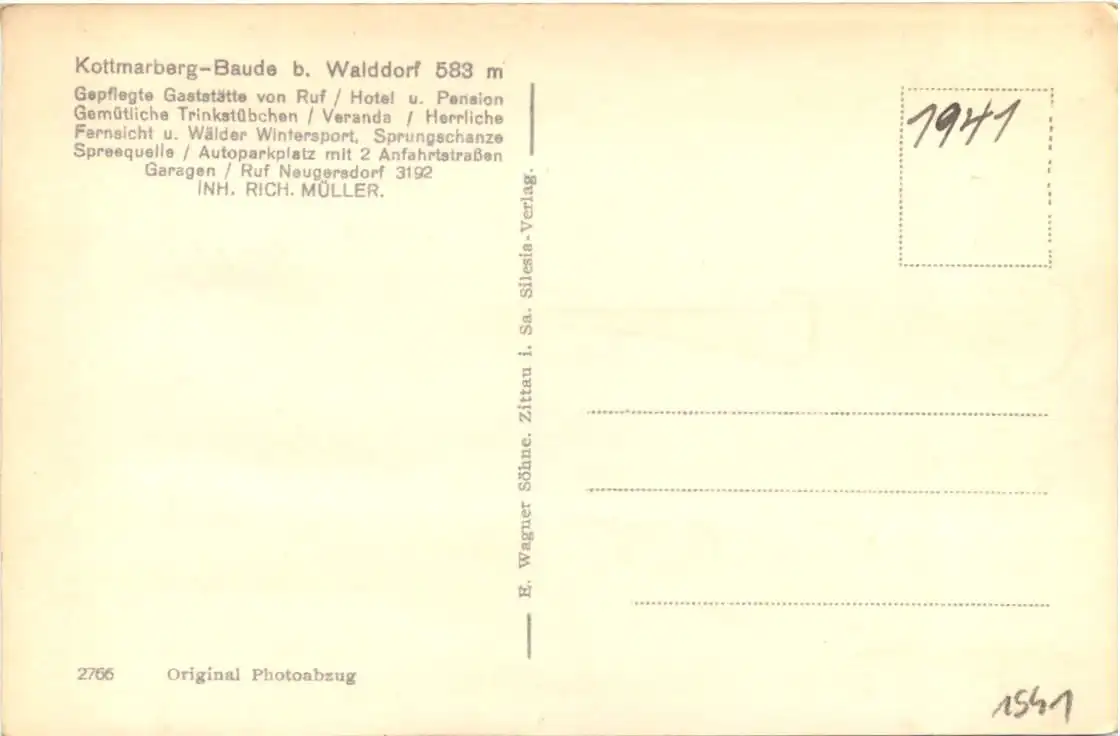 Kottmarberg-Baude b. Walddorf 583 m
Gepflegte Gaststätte von Ruf / Hotel u. Pension
Gemütliche Trinkstübchen / Veranda / Herrliche
Fernsicht u. Wälder Wintersport, Sprungschanze
Spreequelle / Autoparkplatz mit 2 Anfahrtstraßen
Garagen / Ruf Neugersdorf 3192
INH. RICH. MÜLLER.
E. Wagner Söhne. Zittau i. Sa. Silesia-Verlag.
1941
2766 Original Photoabzug
1541